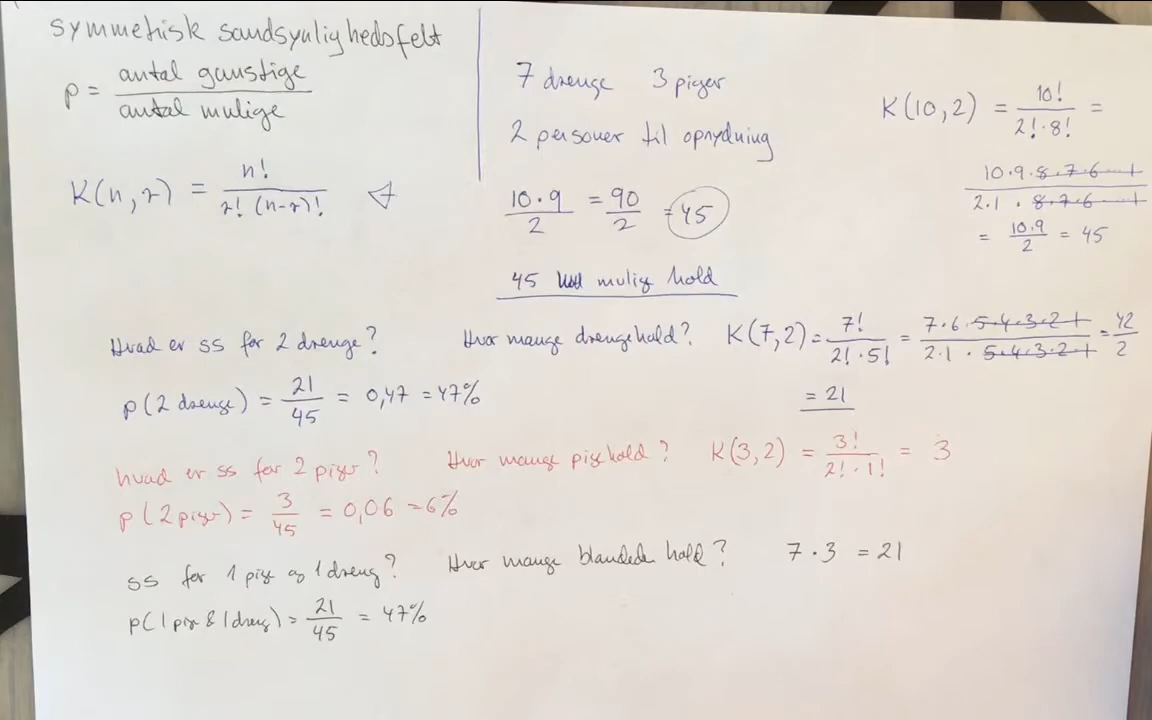 symmetrisk sandsynlighedsfelt
p = antal gunstige / antal mulige
K(n,r) = n! / r! (n-r)!
7 drenge 3 piger
2 personer til oprydning
10·9 / 2 = 90 / 2 = 45
45 mulig hold
K(10,2) = 10! / 2!·8! =
10·9·8·7·6 1 / 2·1 · 8·7·6 1
= 10·9 / 2 = 45
Hvad er ss for 2 drenge? Hvor mange drengehold? K(7,2) = 7! / 2!·5! = 7·6·5·4·3·2·1 / 2·1 · 5·4·3·2·1 = 42 / 2
= 21
p(2 drenge) = 21 / 45 = 0,47 = 47%
hvad er ss for 2 piger? Hvor mange pigehold? K(3,2) = 3! / 2!·1! = 3
p(2 piger) = 3 / 45 = 0,06 = 6%
ss for 1 pige og 1 dreng? Hvor mange blandede hold? 7·3 = 21
p(1 pige & 1 dreng) = 21 / 45 = 47%